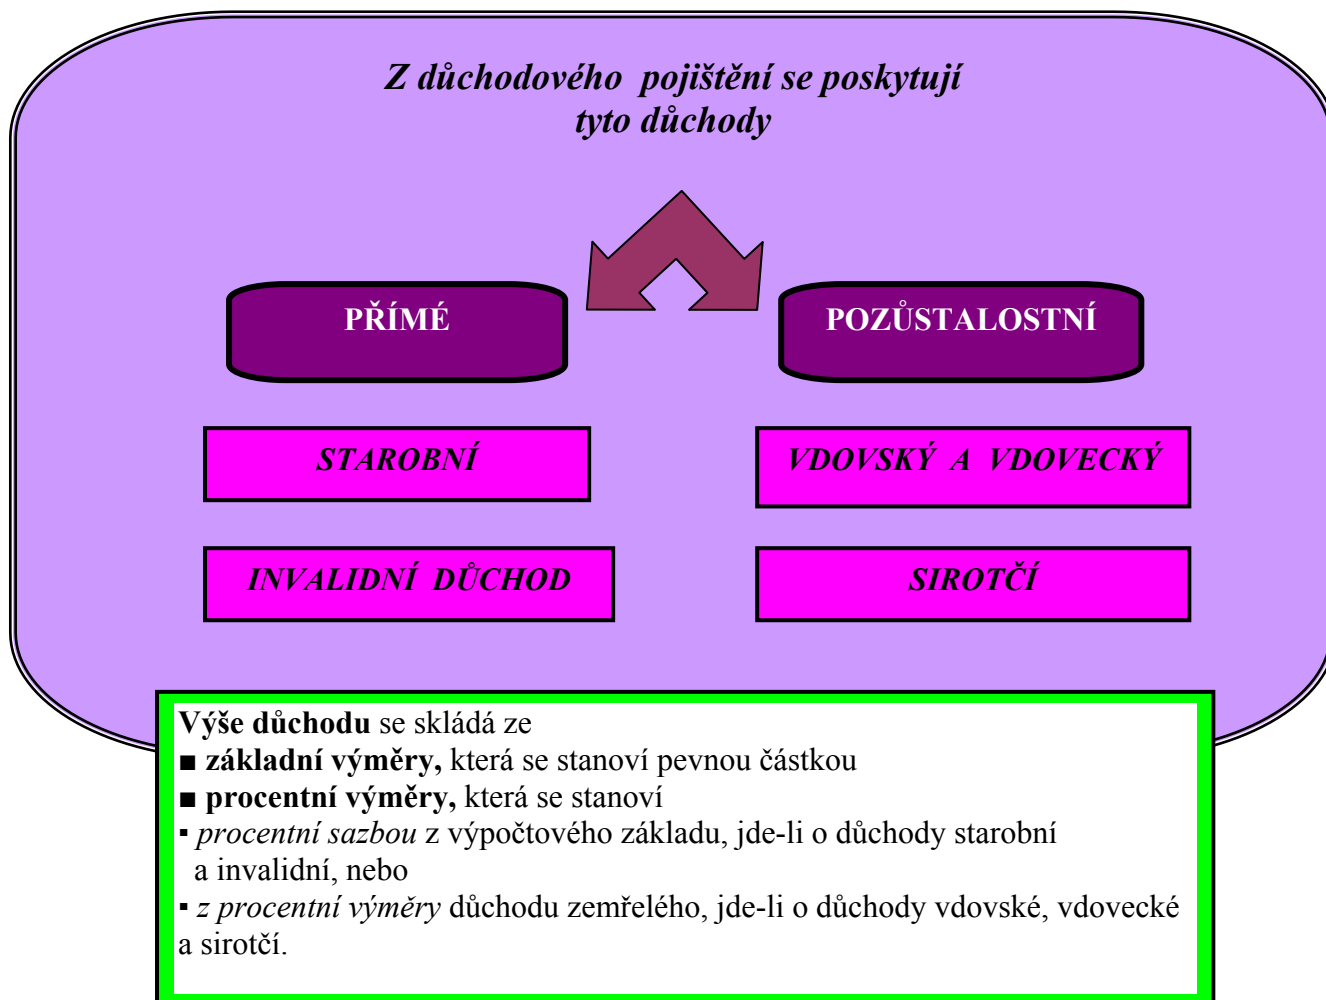 Z důchodového pojištění se poskytují
tyto důchody
PŘÍMÉ
POZŮSTALOSTNÍ
STAROBNÍ
VDOVSKÝ A VDOVECKÝ
INVALIDNÍ DŮCHOD
SIROTČÍ
Výše důchodu se skládá ze
■ základní výměry, která se stanoví pevnou částkou
■ procentní výměry, která se stanoví
▪ procentní sazbou z výpočtového základu, jde-li o důchody starobní
a invalidní, nebo
▪ z procentní výměry důchodu zemřelého, jde-li o důchody vdovské, vdovecké
a sirotčí.